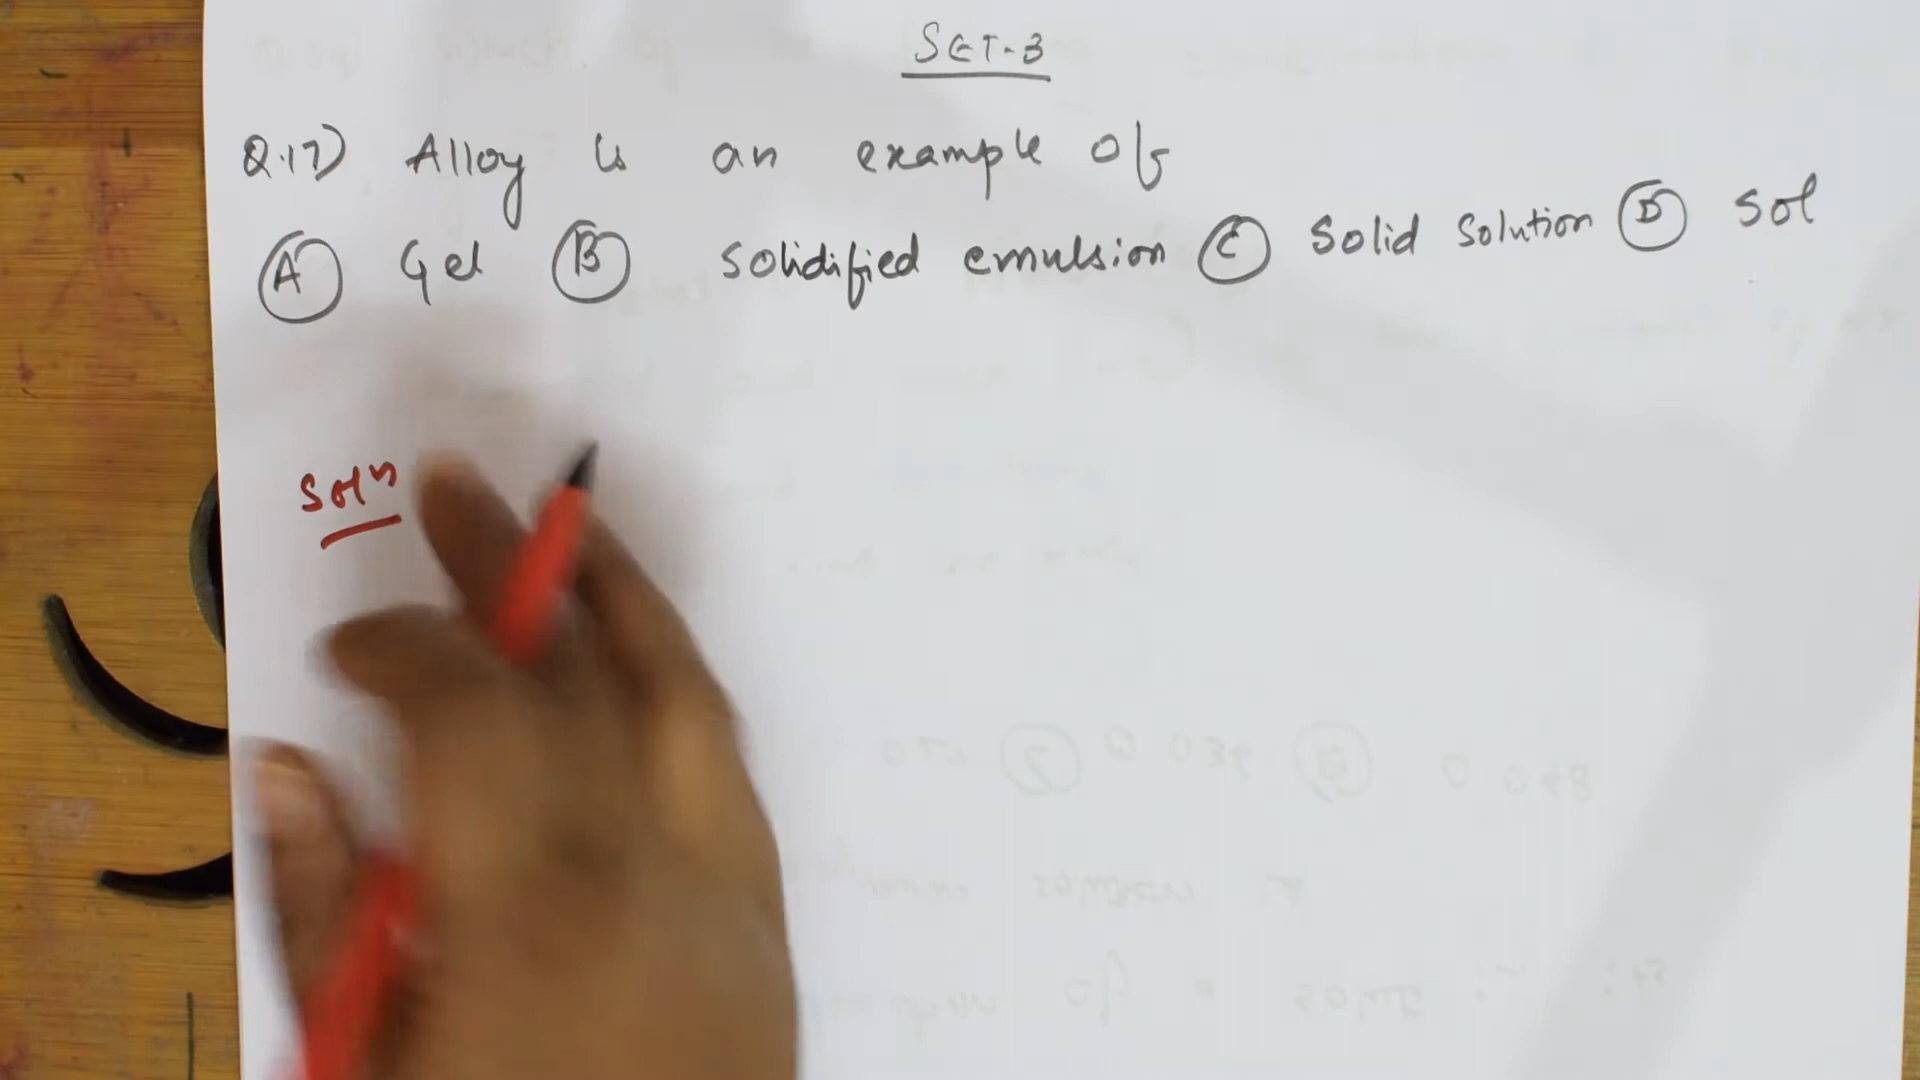 SET-3
Q.17) Alloy is an example of
(A) Gel (B) solidified emulsion (C) Solid Solution (D) Sol
Soln